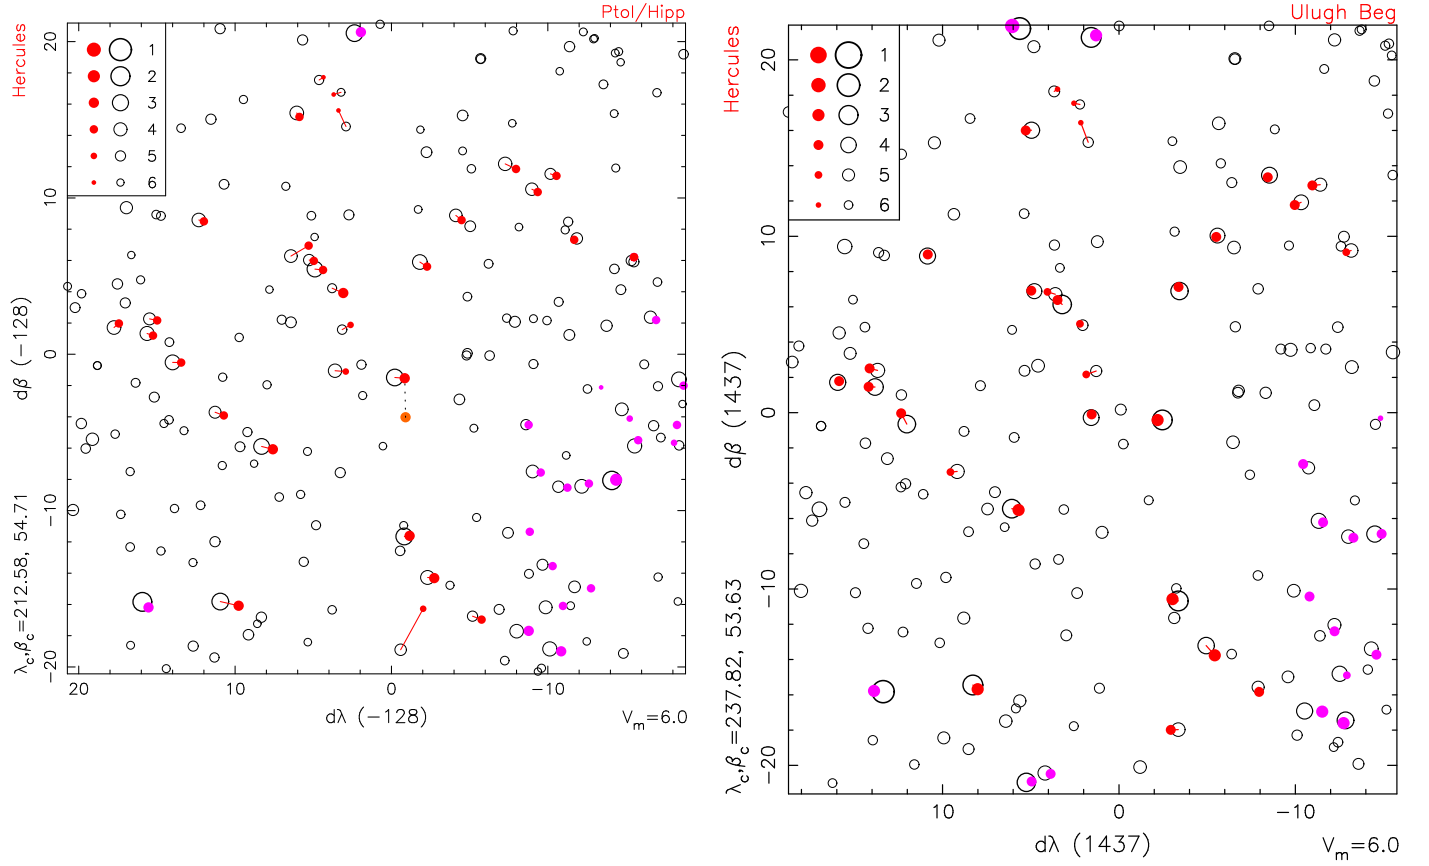 Ptol/Hipp
Hercules
1
2
3
4
5
6
20
10
0
−10
−20
dβ (−128)
λc,βc=212.58, 54.71
20
10
0
−10
dλ (−128)
Vm=6.0
Ulugh Beg
Hercules
1
2
3
4
5
6
20
10
0
−10
−20
dβ (1437)
λc,βc=237.82, 53.63
10
0
−10
dλ (1437)
Vm=6.0